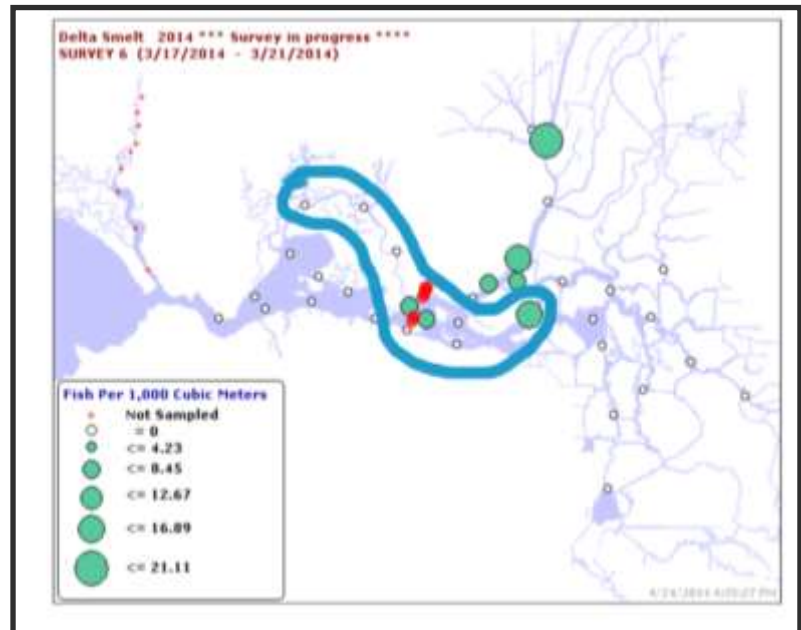 Delta Smelt 2014 *** Survey in progress ****
SURVEY 6 (3/17/2014 - 3/21/2014)
Fish Per 1,000 Cubic Meters
Not Sampled
= 0
<= 4.23
<= 8.45
<= 12.67
<= 16.89
<= 21.11